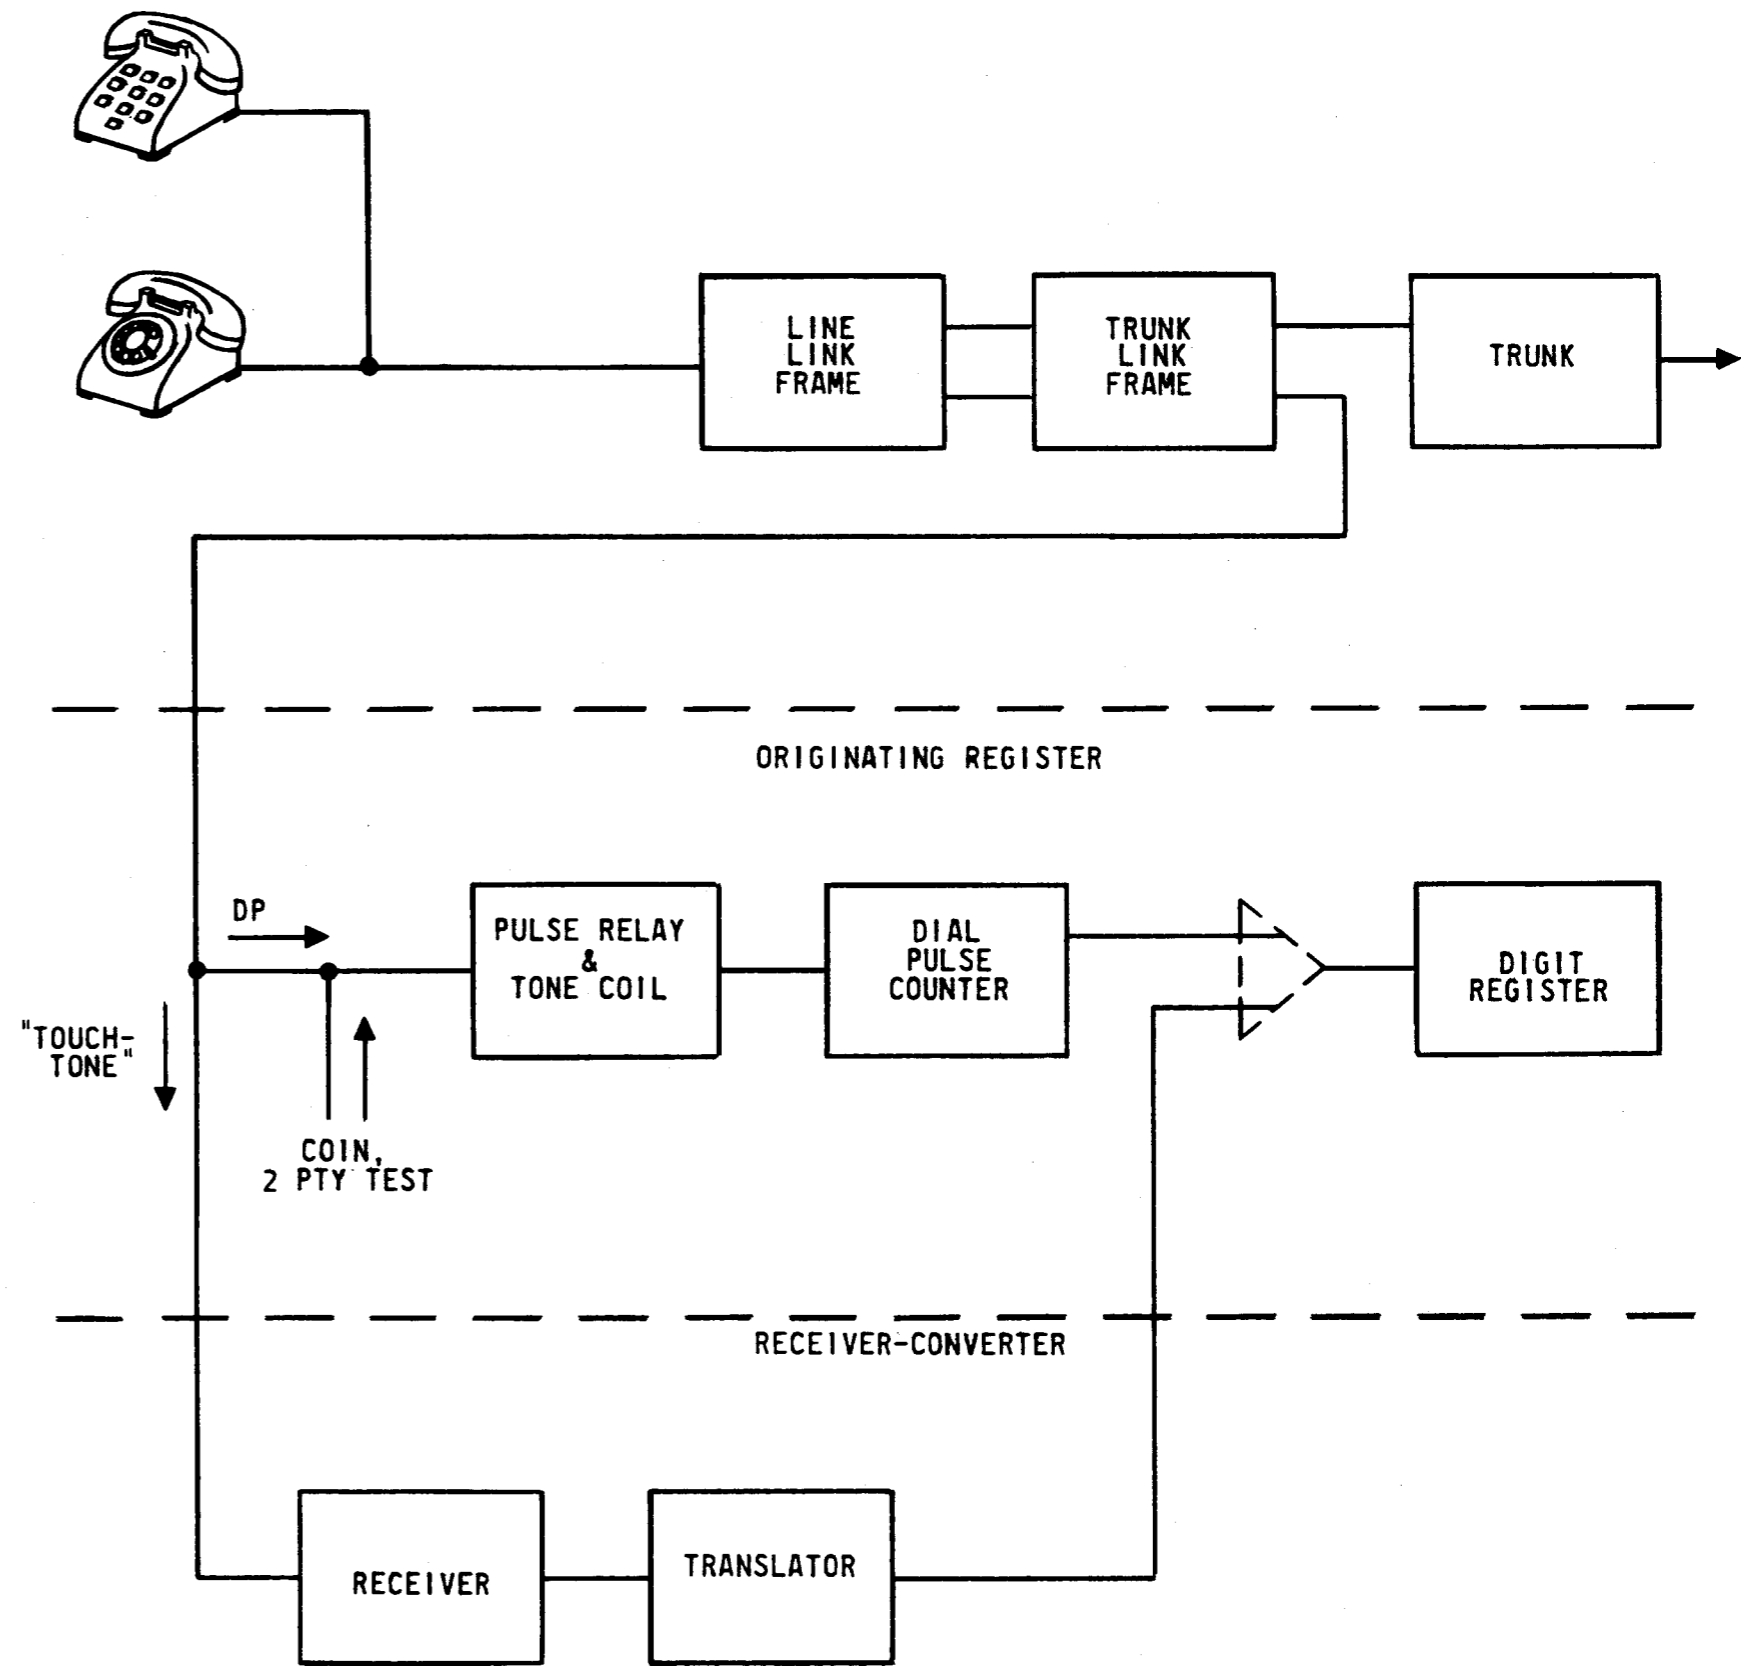 LINE
LINK
FRAME
TRUNK
LINK
FRAME
TRUNK
ORIGINATING REGISTER
DP
PULSE RELAY
&
TONE COIL
DIAL
PULSE
COUNTER
DIGIT
REGISTER
"TOUCH-
TONE"
COIN,
2 PTY TEST
RECEIVER-CONVERTER
RECEIVER
TRANSLATOR